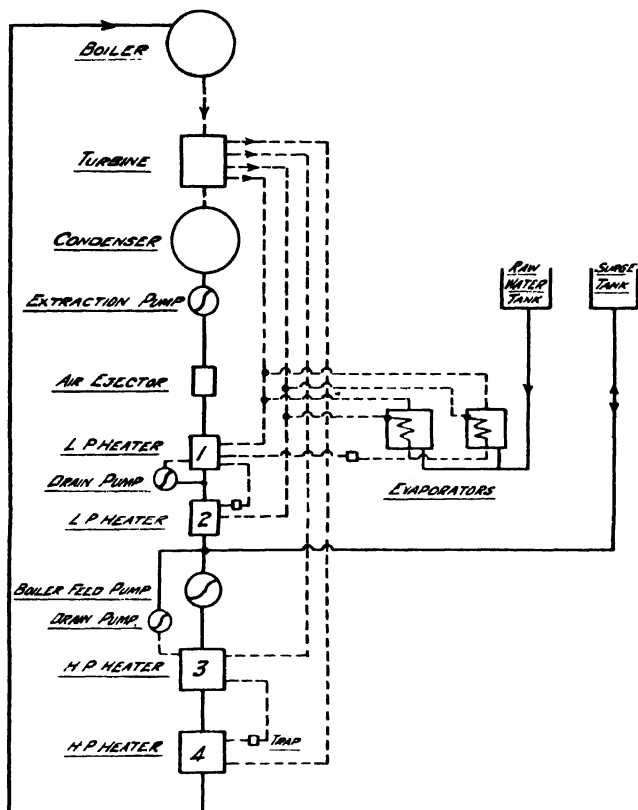 BOILER
TURBINE
CONDENSER
EXTRACTION PUMP
RAW
WATER
TANK
SURGE
TANK
AIR EJECTOR
L P HEATER
1
DRAIN PUMP
EVAPORATORS
L P HEATER
2
BOILER FEED PUMP
DRAIN PUMP.
H P HEATER
3
TRAP
H P HEATER
4